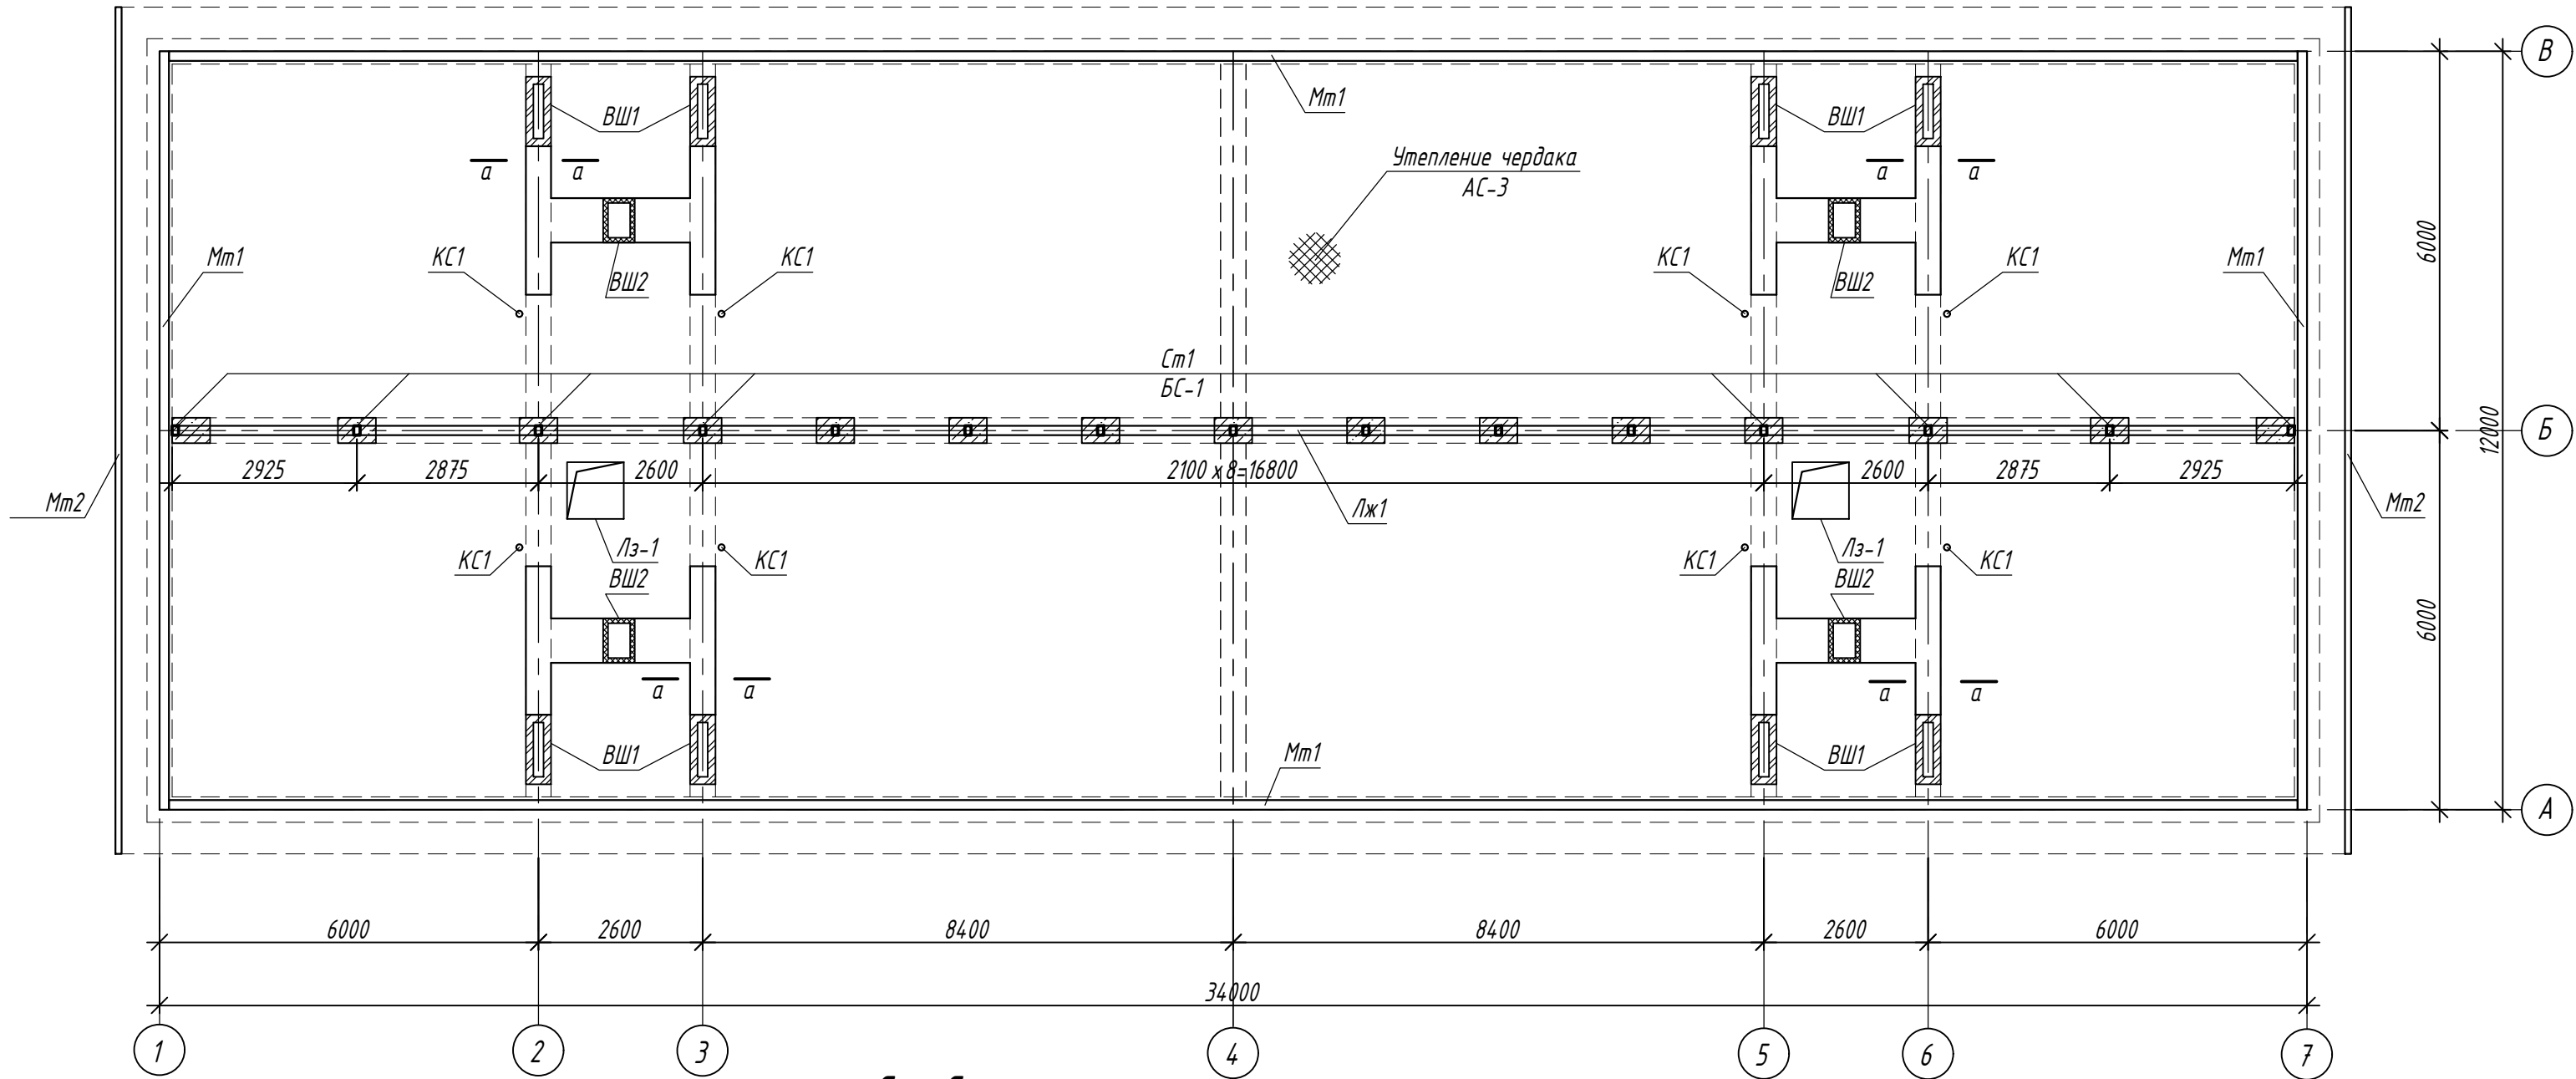 В
Мт1
ВШ1
ВШ1
Утепление чердака
АС-3
а
а
а
а
6000
Мт1
КС1
КС1
КС1
КС1
Мт1
ВШ2
ВШ2
Ст1
БС-1
12000
Б
2925
2875
2600
2100 х 8=16800
2600
2875
2925
Мт2
Лж1
Мт2
Лз-1
Лз-1
КС1
КС1
КС1
КС1
ВШ2
ВШ2
6000
а
а
а
а
ВШ1
Мт1
ВШ1
А
6000
2600
8400
8400
2600
6000
34000
1
2
3
4
5
6
7